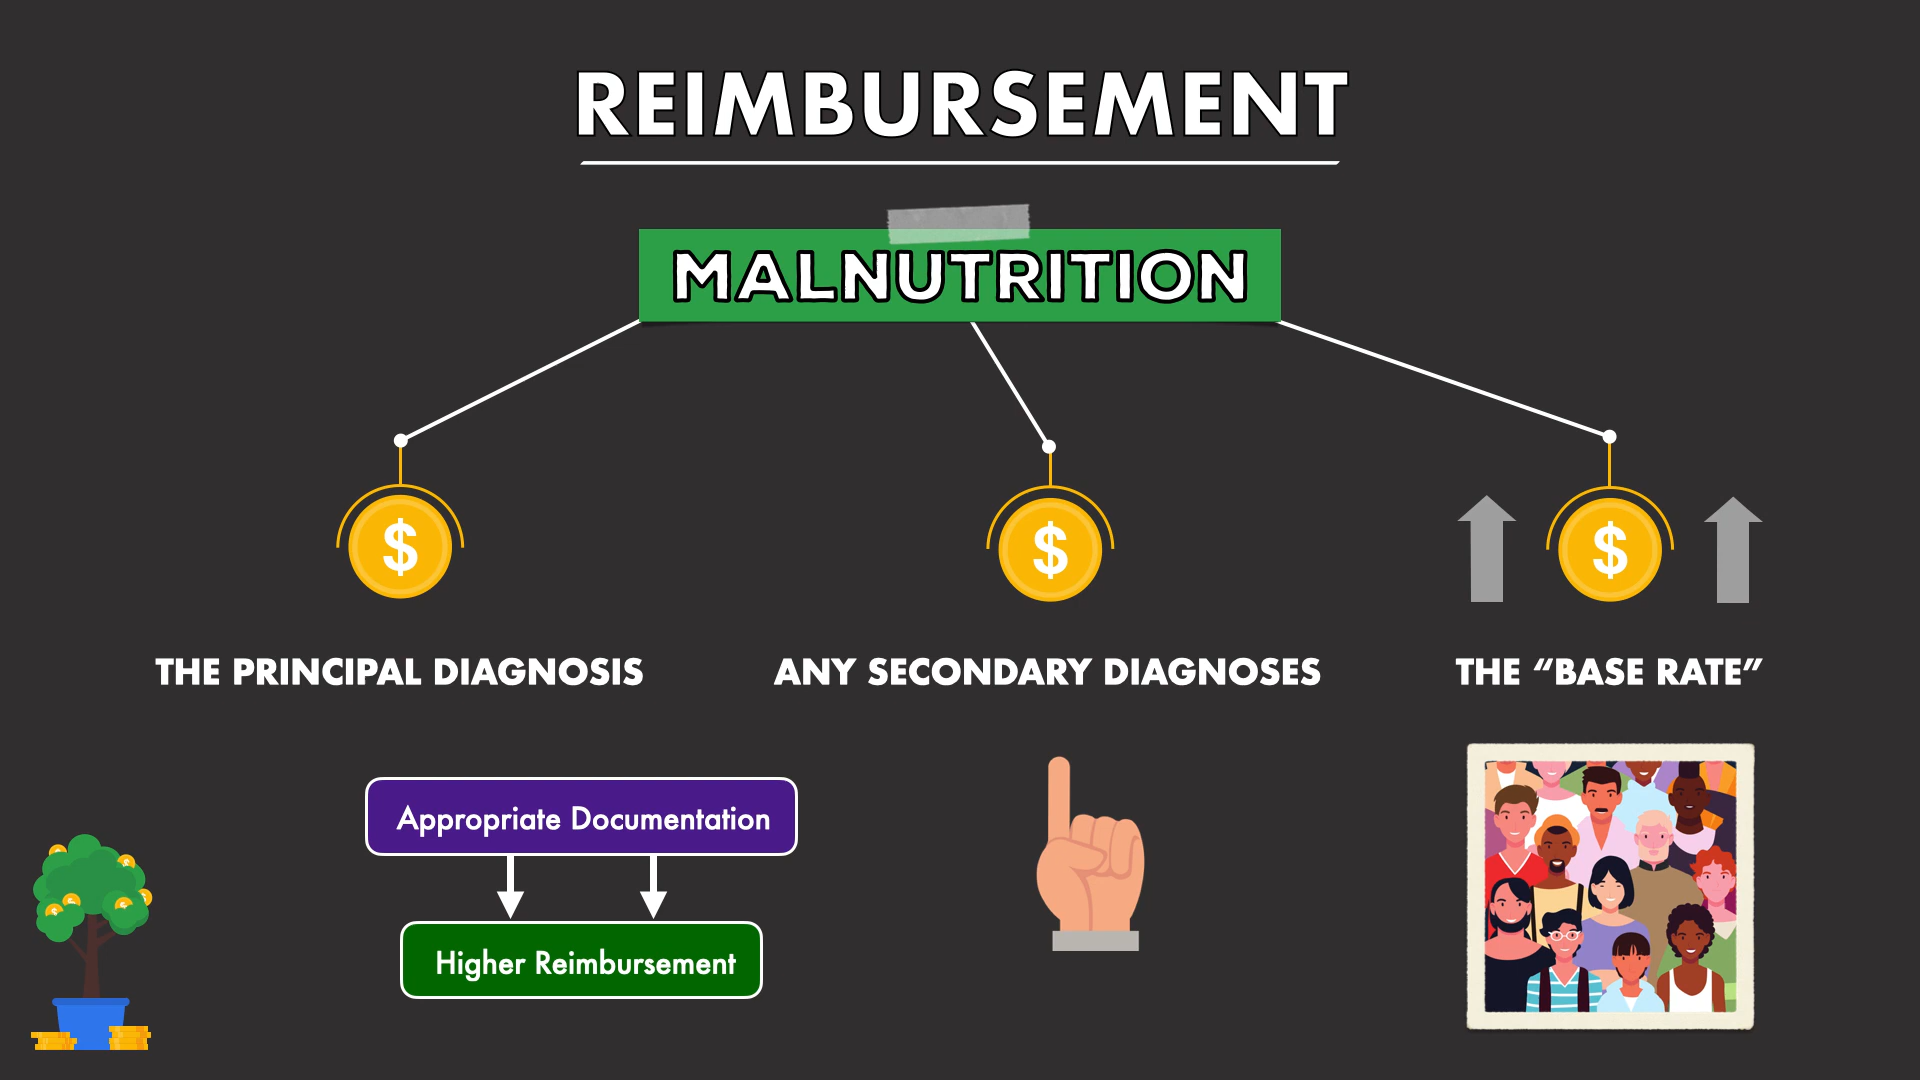 REIMBURSEMENT
MALNUTRITION
$ $ $
THE PRINCIPAL DIAGNOSIS
ANY SECONDARY DIAGNOSES
THE “BASE RATE”
Appropriate Documentation
Higher Reimbursement